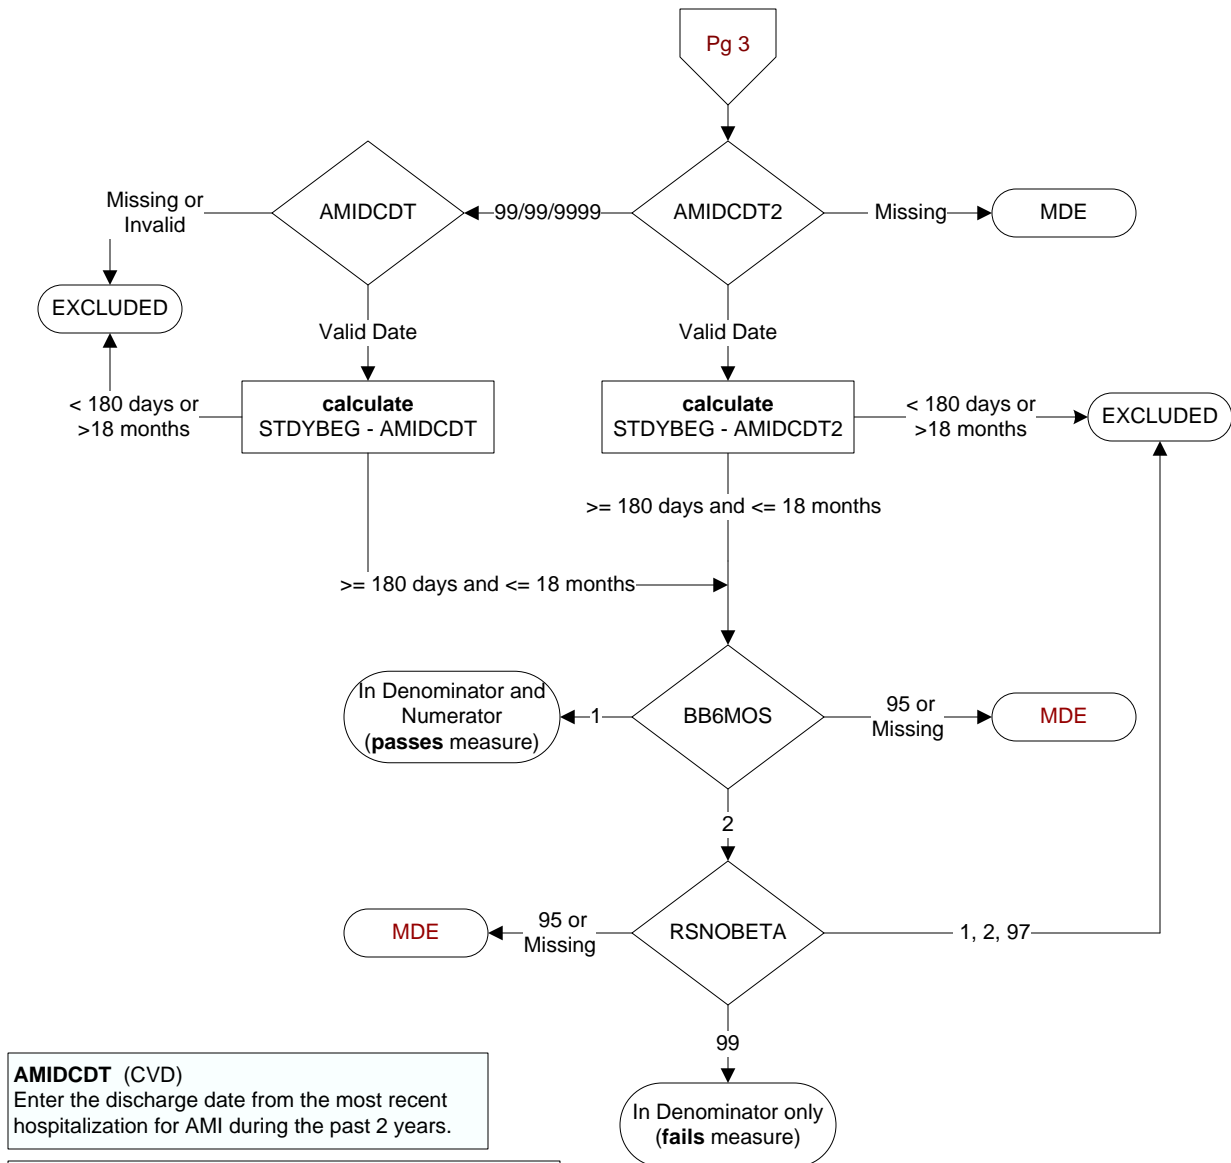 Pg 3
Missing or
Invalid
AMIDCDT
99/99/9999
AMIDCDT2
Missing
MDE
EXCLUDED
Valid Date
Valid Date
< 180 days or
>18 months
calculate
STDYBEG - AMIDCDT
calculate
STDYBEG - AMIDCDT2
< 180 days or
>18 months
EXCLUDED
>= 180 days and <= 18 months
>= 180 days and <= 18 months
In Denominator and
Numerator
(passes measure)
1
BB6MOS
95 or
Missing
MDE
2
MDE
95 or
Missing
RSNOBETA
1, 2, 97
99
In Denominator only
(fails measure)
AMIDCDT (CVD)
Enter the discharge date from the most recent
hospitalization for AMI during the past 2 years.